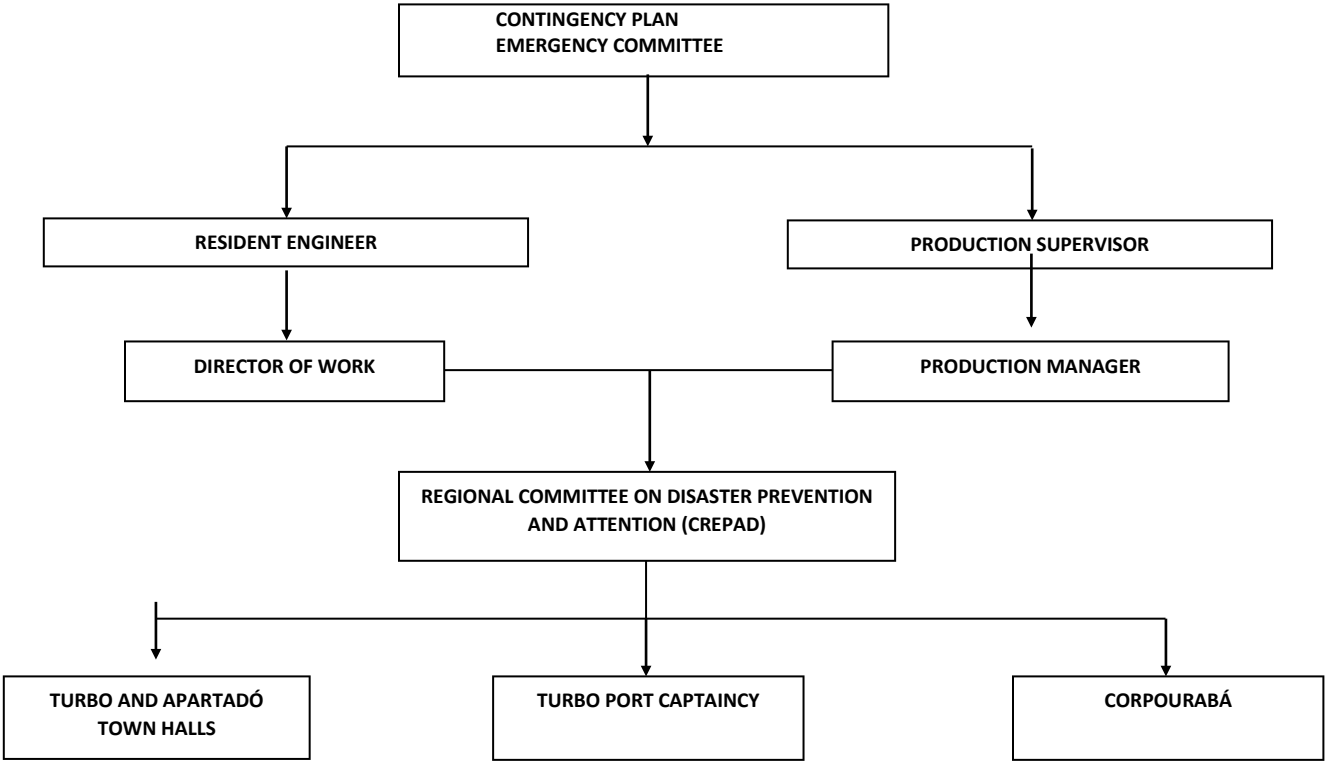 CONTINGENCY PLAN
EMERGENCY COMMITTEE
RESIDENT ENGINEER
PRODUCTION SUPERVISOR
DIRECTOR OF WORK
PRODUCTION MANAGER
REGIONAL COMMITTEE ON DISASTER PREVENTION
AND ATTENTION (CREPAD)
TURBO AND APARTADÓ
TOWN HALLS
TURBO PORT CAPTAINCY
CORPOURABÁ